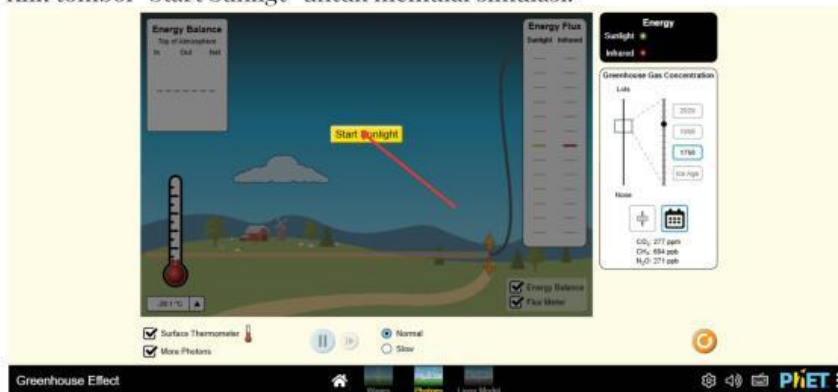 Klik tombol "Start Sunligt" untuk memulai simulasi.
Energy Balance
Top of Atmosphere
In Out Net
Energy Flux
Sunlight Infrared
Energy
Sunlight
Infrared
Greenhouse Gas Concentration
Lots
2020
1950
1750
Ice Age
None
CO₂: 277 ppm
CH₄: 694 ppb
N₂O: 271 ppb
Start Sunlight
Energy Balance
Flux Meter
Surface Thermometer
More Photons
Normal
Slow
Greenhouse Effect
Waves
Photons
Layer Model
PhET